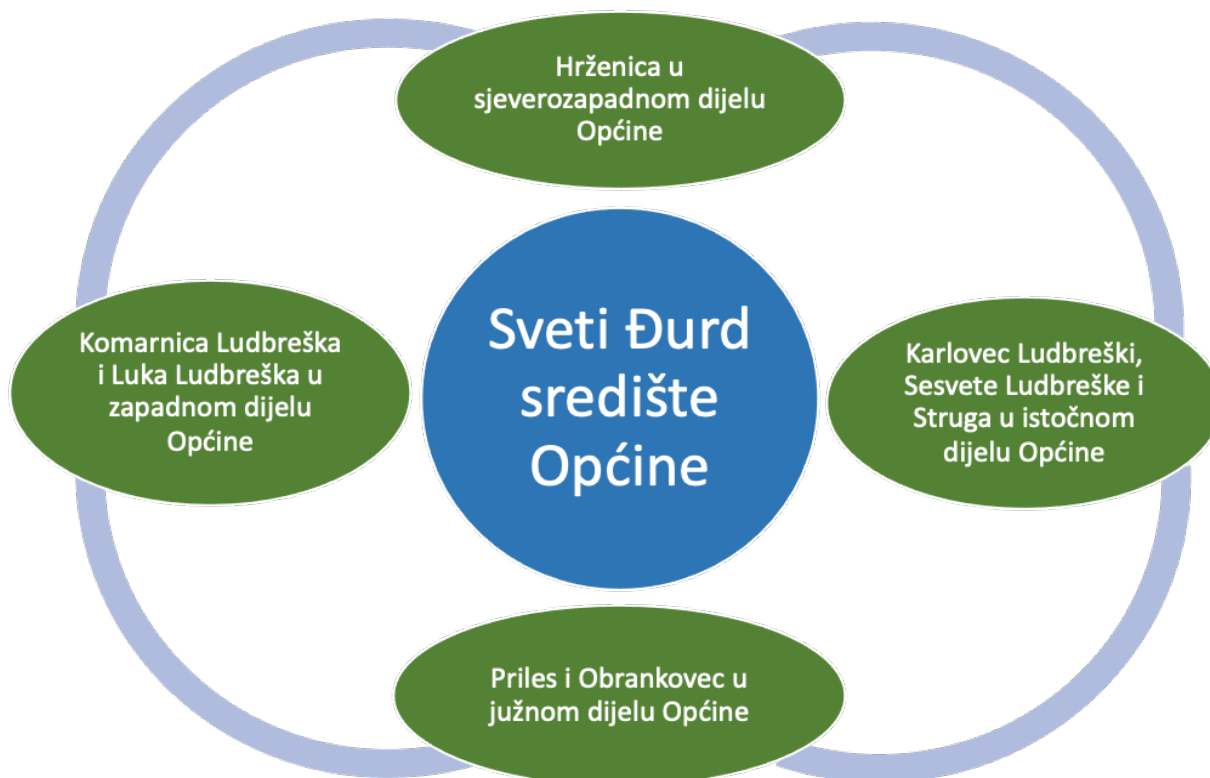 Hrženica u
sjeverozapadnom dijelu
Općine
Komarnica Ludbreška
i Luka Ludbreška u
zapadnom dijelu
Općine
Sveti Đurd
središte
Općine
Karlovec Ludbreški,
Sesvete Ludbreške i
Struga u istočnom
dijelu Općine
Priles i Obrankovec u
južnom dijelu Općine